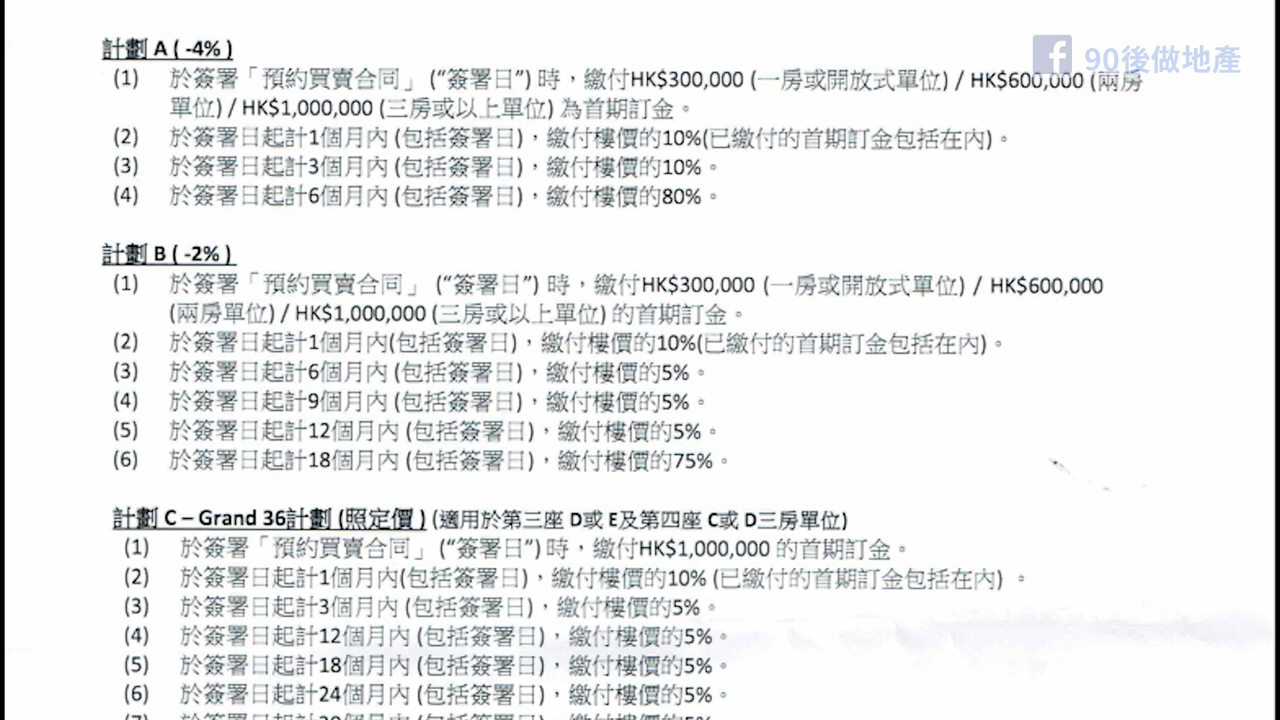 90後做地產
計劃 A ( -4% )
(1) 於簽署「預約買賣合同」 (“簽署日”) 時，繳付HK$300,000 (一房或開放式單位) / HK$600,000 (兩房
單位) / HK$1,000,000 (三房或以上單位) 為首期訂金。
(2) 於簽署日起計1個月內 (包括簽署日)，繳付樓價的10%(已繳付的首期訂金包括在內)。
(3) 於簽署日起計3個月內 (包括簽署日)，繳付樓價的10%。
(4) 於簽署日起計6個月內 (包括簽署日)，繳付樓價的80%。
計劃 B ( -2% )
(1) 於簽署「預約買賣合同」 (“簽署日”) 時，繳付HK$300,000 (一房或開放式單位) / HK$600,000
(兩房單位) / HK$1,000,000 (三房或以上單位) 的首期訂金。
(2) 於簽署日起計1個月內(包括簽署日)，繳付樓價的10%(已繳付的首期訂金包括在內)。
(3) 於簽署日起計6個月內 (包括簽署日)，繳付樓價的5%。
(4) 於簽署日起計9個月內 (包括簽署日)，繳付樓價的5%。
(5) 於簽署日起計12個月內 (包括簽署日)，繳付樓價的5%。
(6) 於簽署日起計18個月內 (包括簽署日)，繳付樓價的75%。
計劃 C – Grand 36計劃 (照定價 ) (適用於第三座 D或 E及第四座 C或 D三房單位)
(1) 於簽署「預約買賣合同」 (“簽署日”) 時，繳付HK$1,000,000 的首期訂金。
(2) 於簽署日起計1個月內(包括簽署日)，繳付樓價的10% (已繳付的首期訂金包括在內) 。
(3) 於簽署日起計3個月內 (包括簽署日)，繳付樓價的5%。
(4) 於簽署日起計12個月內 (包括簽署日)，繳付樓價的5%。
(5) 於簽署日起計18個月內 (包括簽署日)，繳付樓價的5%。
(6) 於簽署日起計24個月內 (包括簽署日)，繳付樓價的5%。